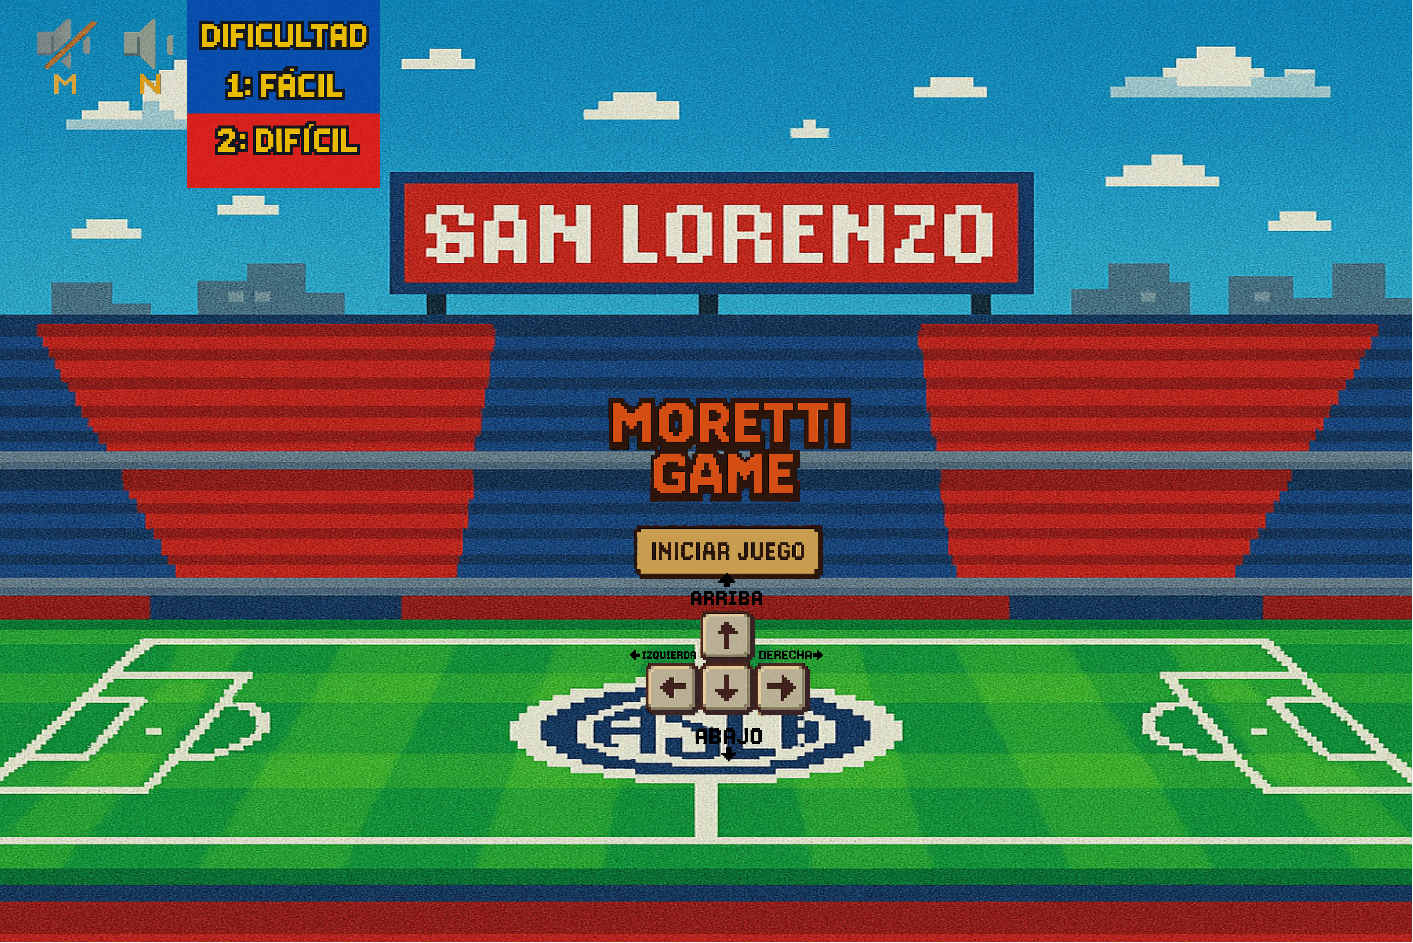 DIFICULTAD
1: FÁCIL
2: DIFÍCIL
M N
SAN LORENZO
MORETTI
GAME
INICIAR JUEGO
ARRIBA
IZQUIERDA DERECHA
ABAJO